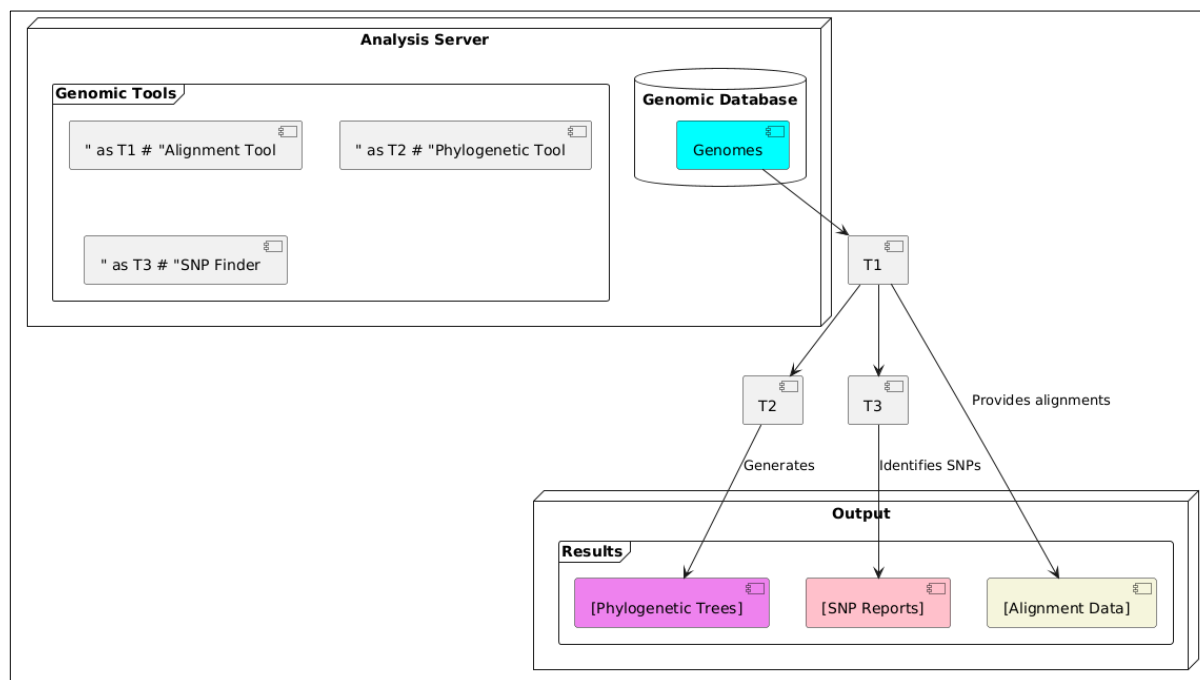 Analysis Server
Genomic Tools
Genomic Database
" as T1 # "Alignment Tool
" as T2 # "Phylogenetic Tool
Genomes
" as T3 # "SNP Finder
T1
T2
T3
Provides alignments
Generates
Identifies SNPs
Output
Results
[Phylogenetic Trees]
[SNP Reports]
[Alignment Data]